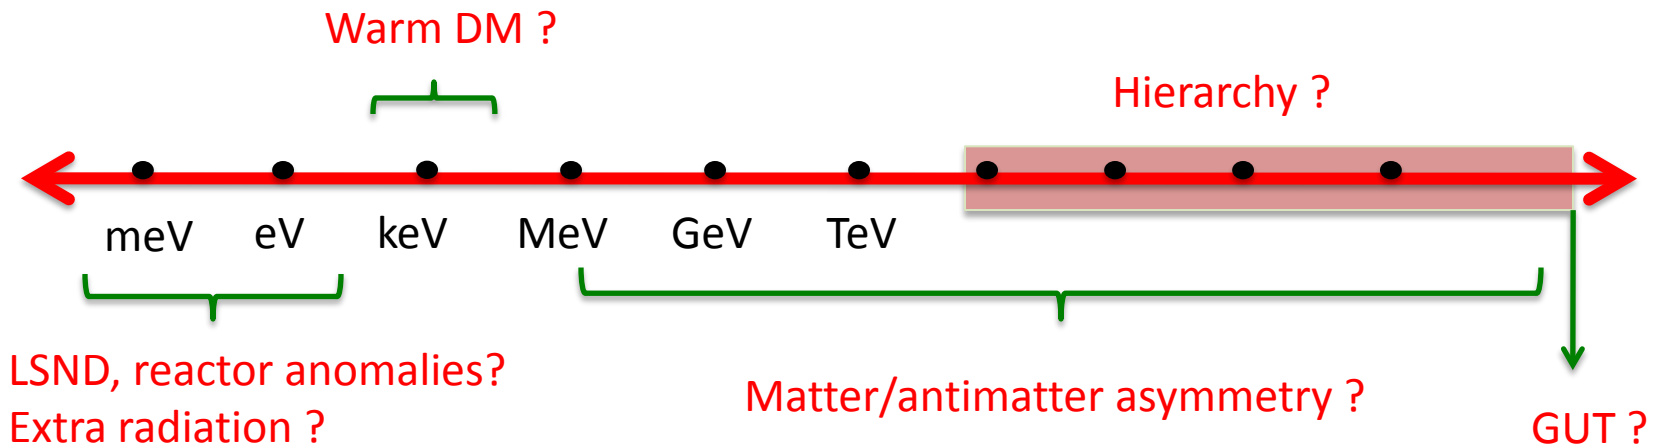 Warm DM ?
Hierarchy ?
meV eV keV MeV GeV TeV
LSND, reactor anomalies?
Extra radiation ?
Matter/antimatter asymmetry ?
GUT ?